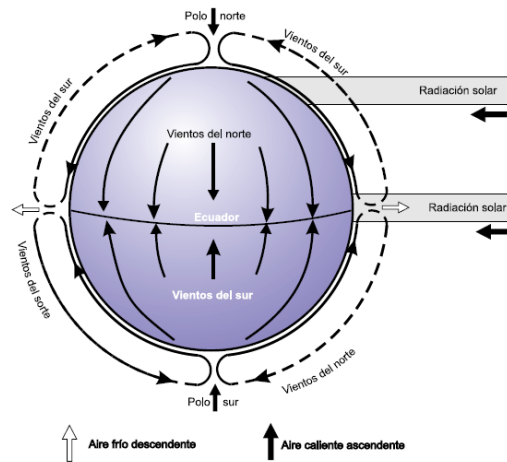 Polo norte
Vientos del sur
Vientos del sur
Radiación solar
Vientos del norte
Ecuador
Radiación solar
Vientos del sorte
Vientos del sur
Vientos del norte
Polo sur
Aire frío descendente
Aire caliente ascendente